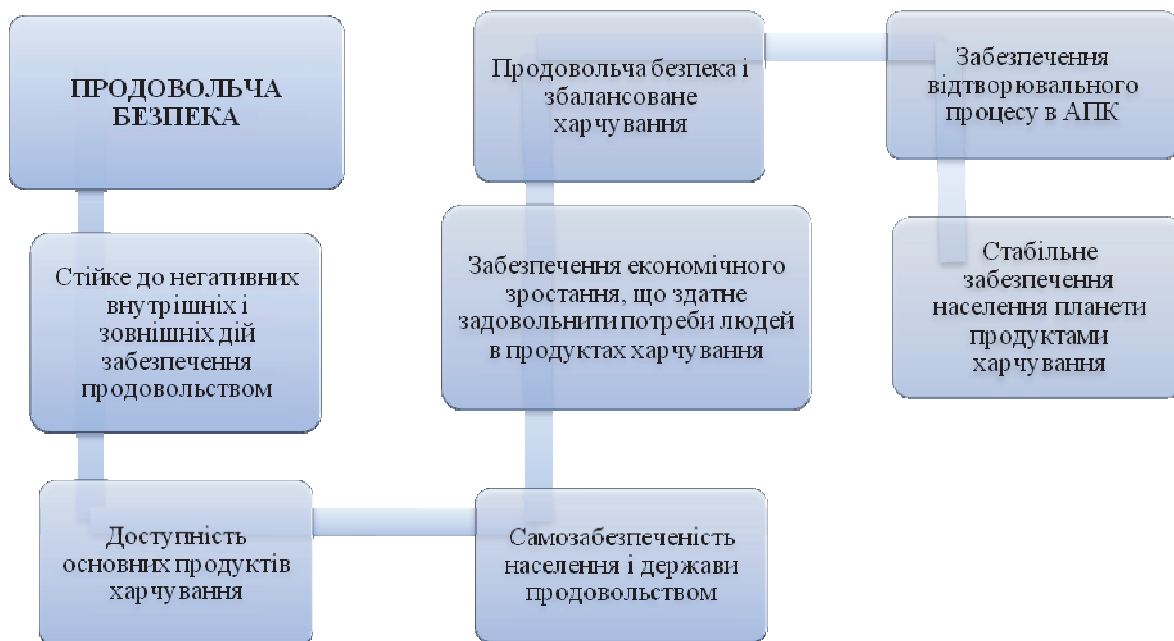 ПРОДОВОЛЬЧА
БЕЗПЕКА
Стійке до негативних
внутрішніх і
зовнішніх дій
забезпечення
продовольством
Доступність
основних продуктів
харчування
Самозабезпеченість
населення і держави
продовольством
Забезпечення економічного
зростання, що здатне
задовольнити потреби людей
в продуктах харчування
Продовольча безпека і
збалансоване
харчування
Забезпечення
відтворювального
процесу в АПК
Стабільне
забезпечення
населення планети
продуктами
харчування